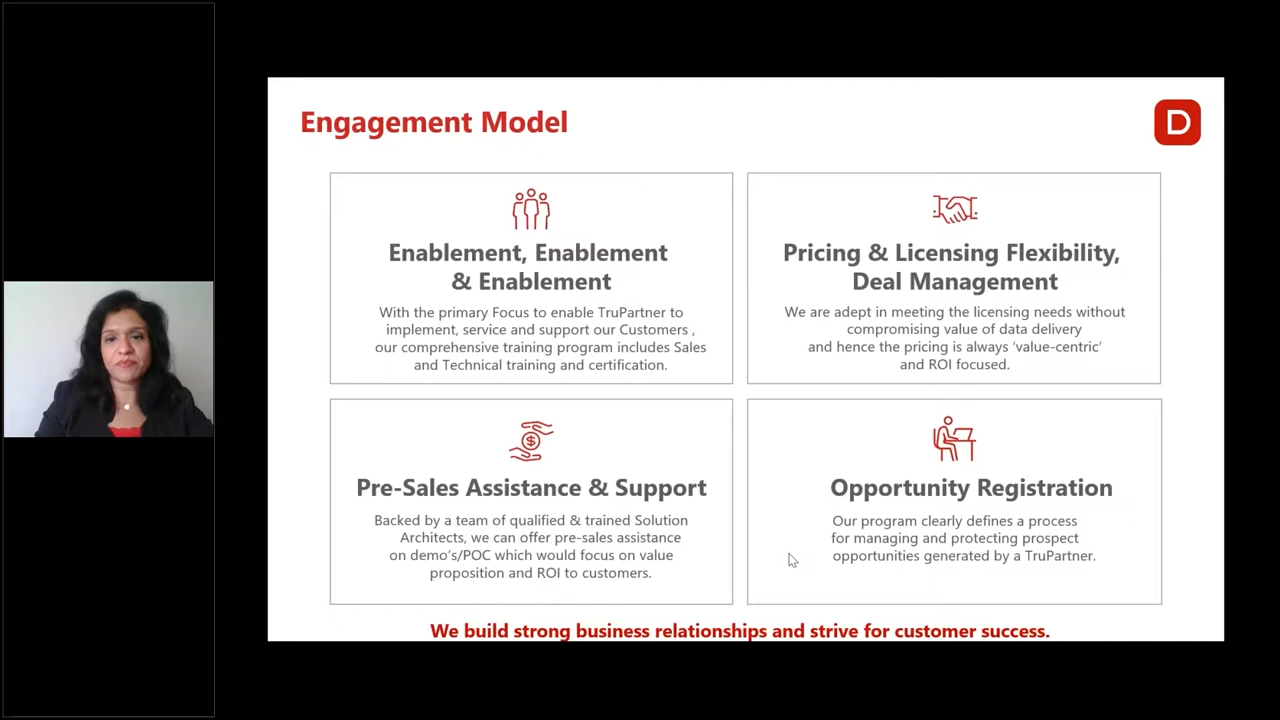 Engagement Model
D
Enablement, Enablement
& Enablement
With the primary Focus to enable TruPartner to
implement, service and support our Customers ,
our comprehensive training program includes Sales
and Technical training and certification.
Pricing & Licensing Flexibility,
Deal Management
We are adept in meeting the licensing needs without
compromising value of data delivery
and hence the pricing is always ‘value-centric’
and ROI focused.
Pre-Sales Assistance & Support
Backed by a team of qualified & trained Solution
Architects, we can offer pre-sales assistance
on demo's/POC which would focus on value
proposition and ROI to customers.
Opportunity Registration
Our program clearly defines a process
for managing and protecting prospect
opportunities generated by a TruPartner.
We build strong business relationships and strive for customer success.